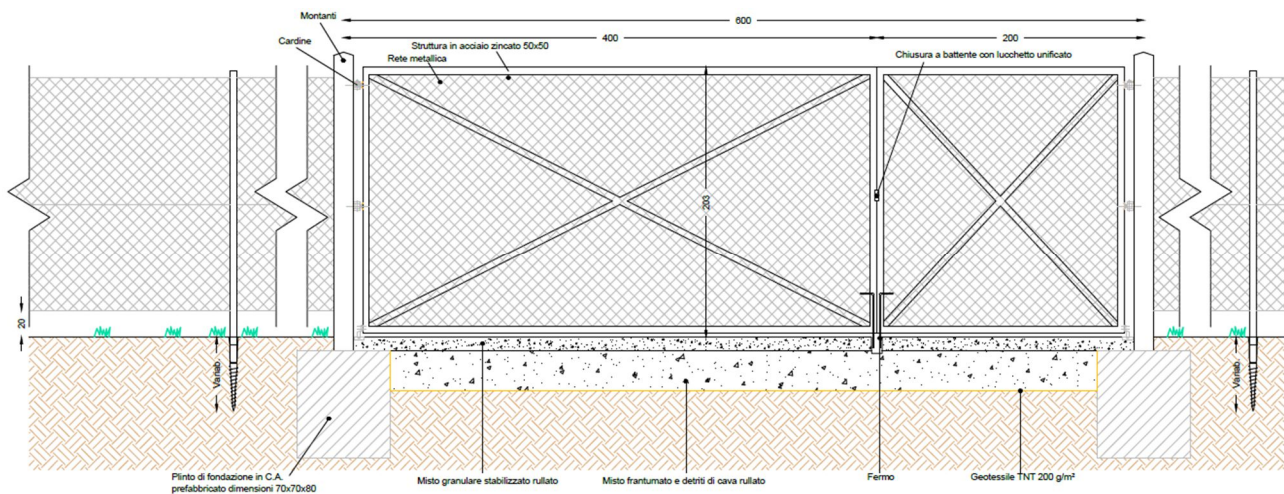 Montanti
600
400
200
Cardine
Struttura in acciaio zincato 50x50
Rete metallica
Chiusura a battente con lucchetto unificato
203
20
Variab.
Variab.
Plinto di fondazione in C.A.
prefabbricato dimensioni 70x70x80
Misto granulare stabilizzato rullato
Misto frantumato e detriti di cava rullato
Fermo
Geotessile TNT 200 g/m²